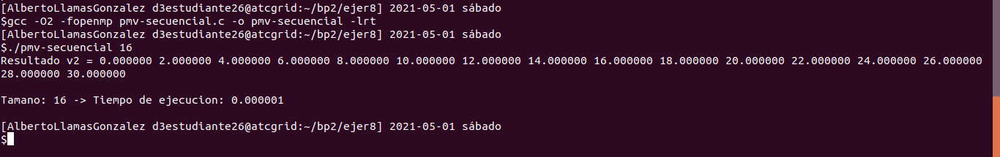 [AlbertoLlamasGonzalez d3estudiante26@atcgrid:~/bp2/ejer8] 2021-05-01 sábado
$gcc -O2 -fopenmp pmv-secuencial.c -o pmv-secuencial -lrt
[AlbertoLlamasGonzalez d3estudiante26@atcgrid:~/bp2/ejer8] 2021-05-01 sábado
$./pmv-secuencial 16
Resultado v2 = 0.000000 2.000000 4.000000 6.000000 8.000000 10.000000 12.000000 14.000000 16.000000 18.000000 20.000000 22.000000 24.000000 26.000000
28.000000 30.000000
Tamano: 16 -> Tiempo de ejecucion: 0.000001
[AlbertoLlamasGonzalez d3estudiante26@atcgrid:~/bp2/ejer8] 2021-05-01 sábado
$